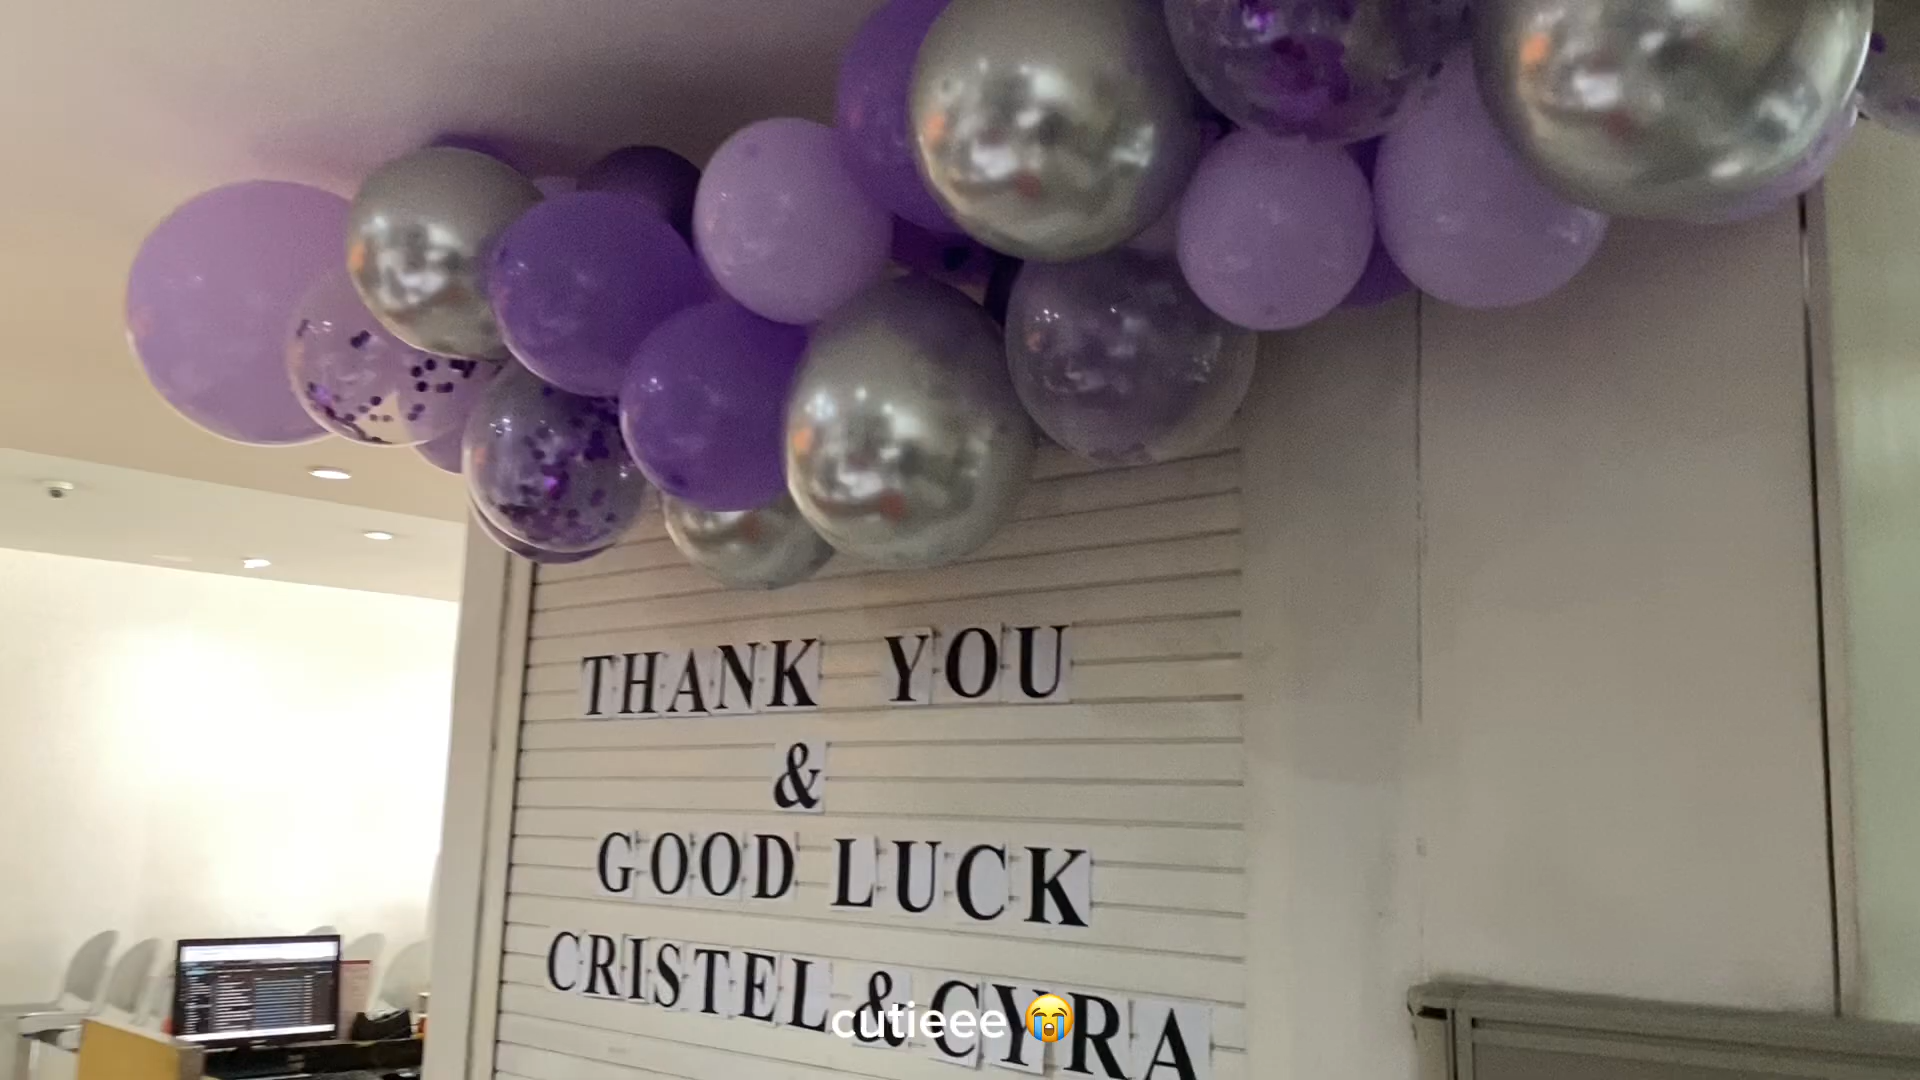 THANK YOU
&
GOOD LUCK
CRISTEL & CYRA
cutieee 😭